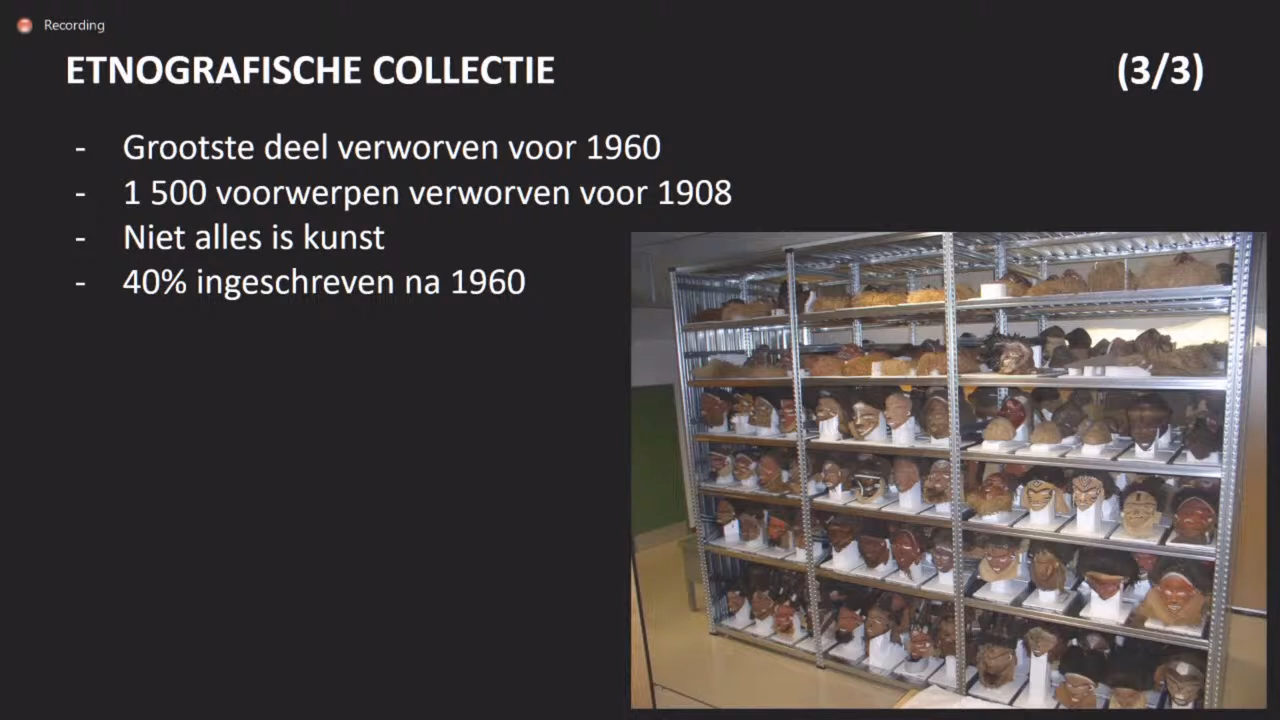 Recording
ETNOGRAFISCHE COLLECTIE (3/3)
- Grootste deel verworven voor 1960
- 1 500 voorwerpen verworven voor 1908
- Niet alles is kunst
- 40% ingeschreven na 1960